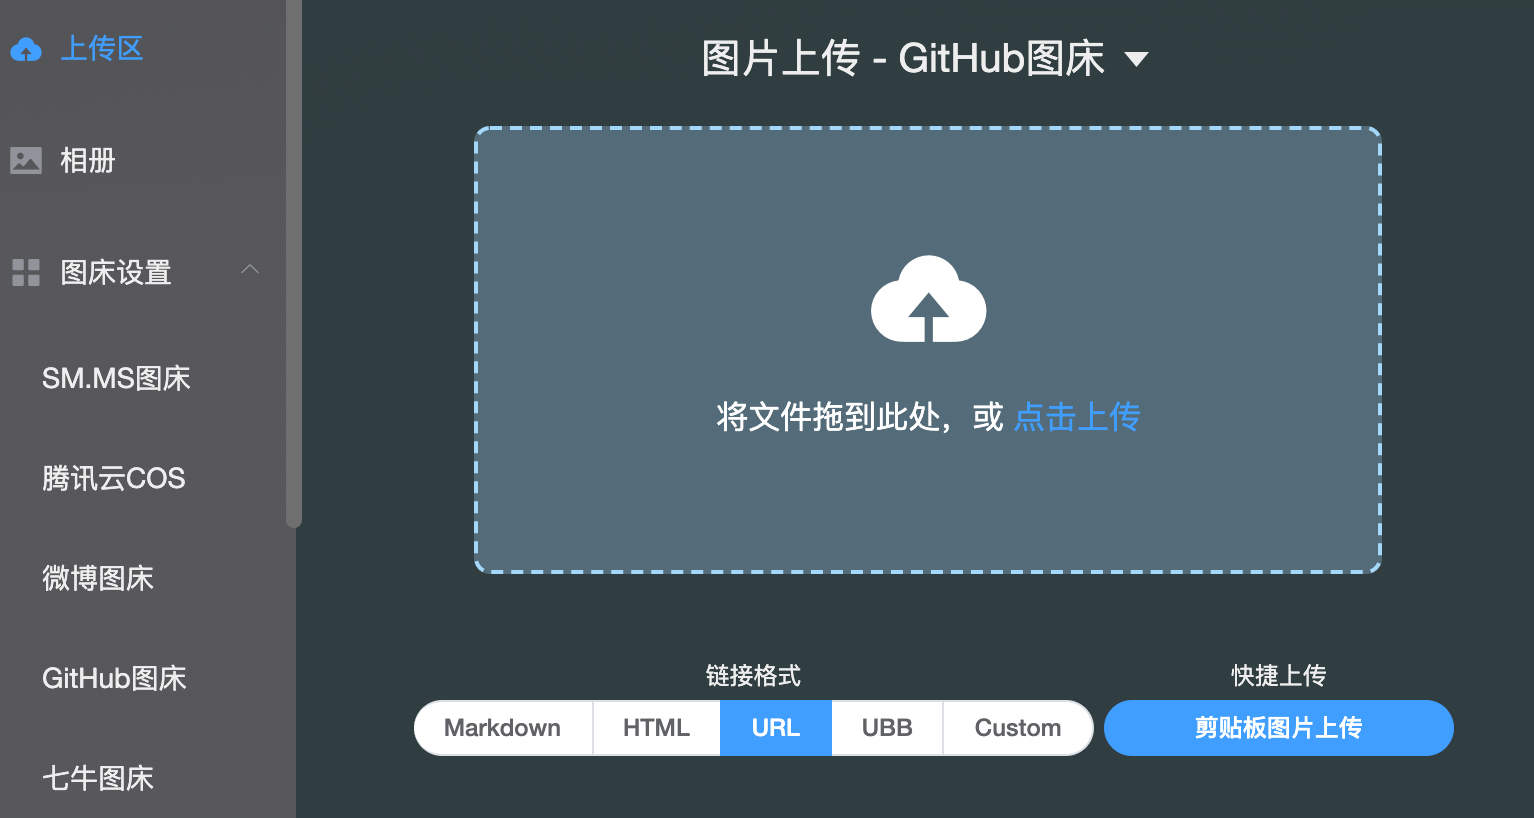 上传区
相册
图床设置
SM.MS图床
腾讯云COS
微博图床
GitHub图床
七牛图床
图片上传 - GitHub图床
将文件拖到此处，或 点击上传
链接格式
Markdown HTML URL UBB Custom
快捷上传
剪贴板图片上传